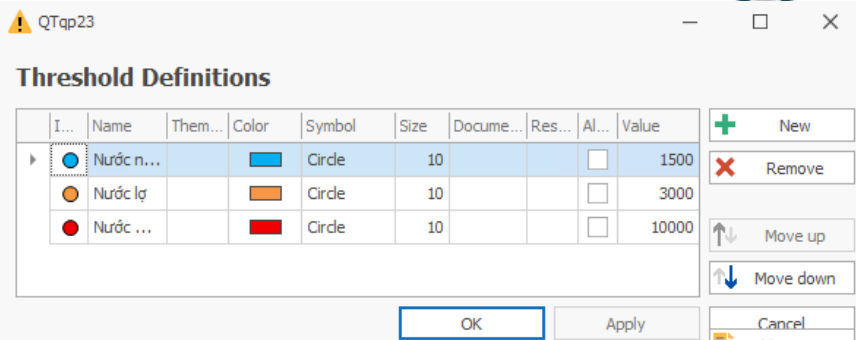 QTqp23
Threshold Definitions
I... Name Them... Color Symbol Size Docume... Res... Al... Value
Nước n... Circle 10 1500
Nước lợ Circle 10 3000
Nước ... Circle 10 10000
New
Remove
Move up
Move down
OK Apply Cancel